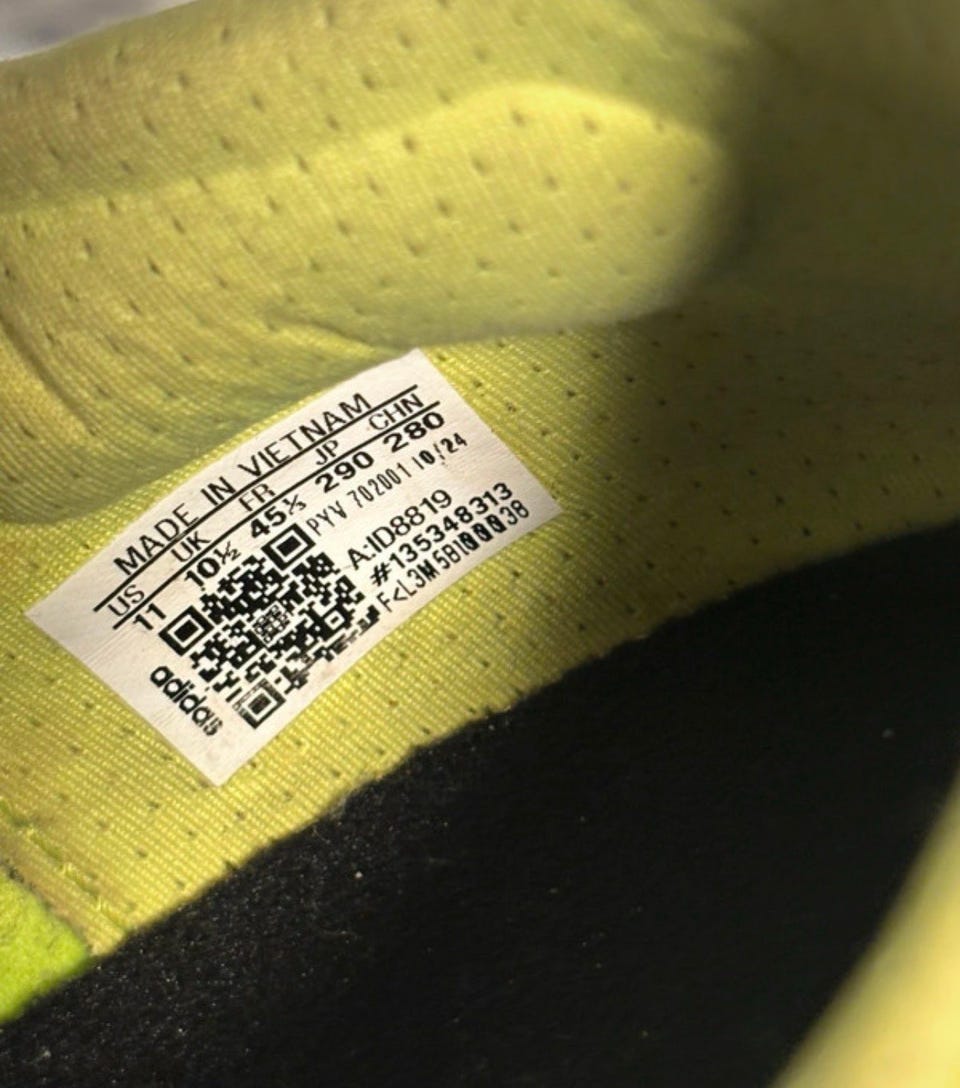 MADE IN VIETNAM
US UK FR JP CHN
11 10½ 45⅓ 290 280
PYV 702001 10/24
A:ID8819
#135348313
adidas